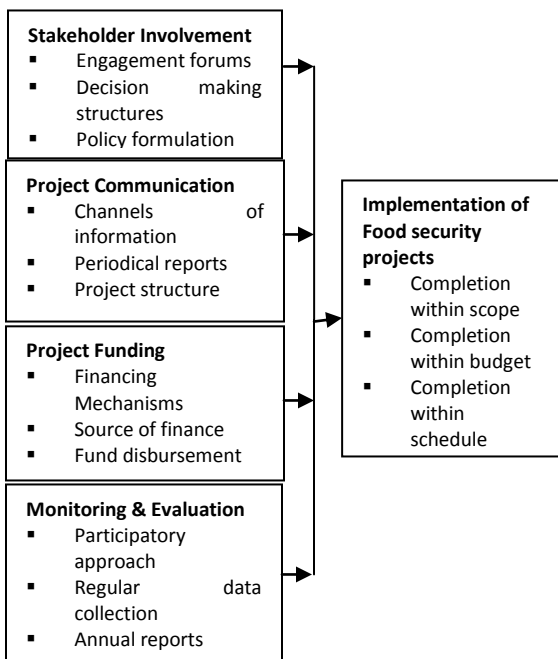 Stakeholder Involvement
▪ Engagement forums
▪ Decision making
structures
▪ Policy formulation
Project Communication
▪ Channels of
information
▪ Periodical reports
▪ Project structure
Project Funding
▪ Financing
Mechanisms
▪ Source of finance
▪ Fund disbursement
Monitoring & Evaluation
▪ Participatory
approach
▪ Regular data
collection
▪ Annual reports
Implementation of
Food security
projects
▪ Completion
within scope
▪ Completion
within budget
▪ Completion
within
schedule